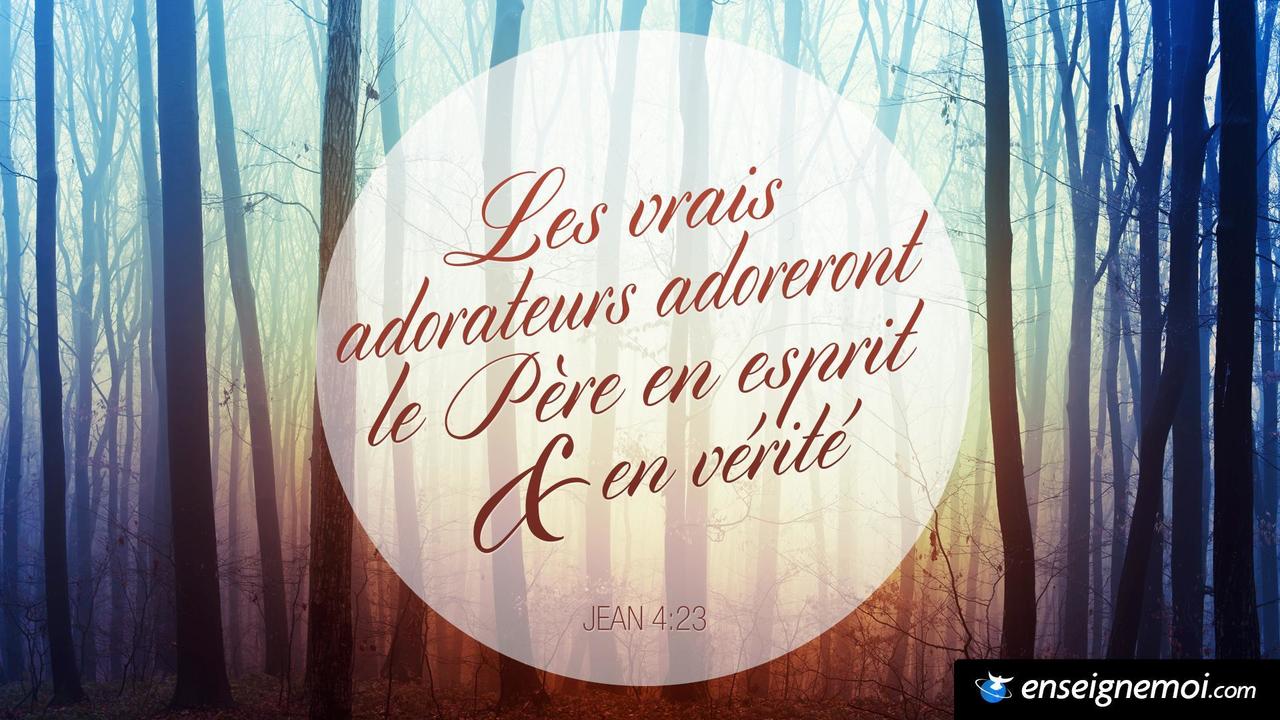 Les vrais
adorateurs adoreront
le Père en esprit
& en vérité
JEAN 4:23
enseignemoi.com